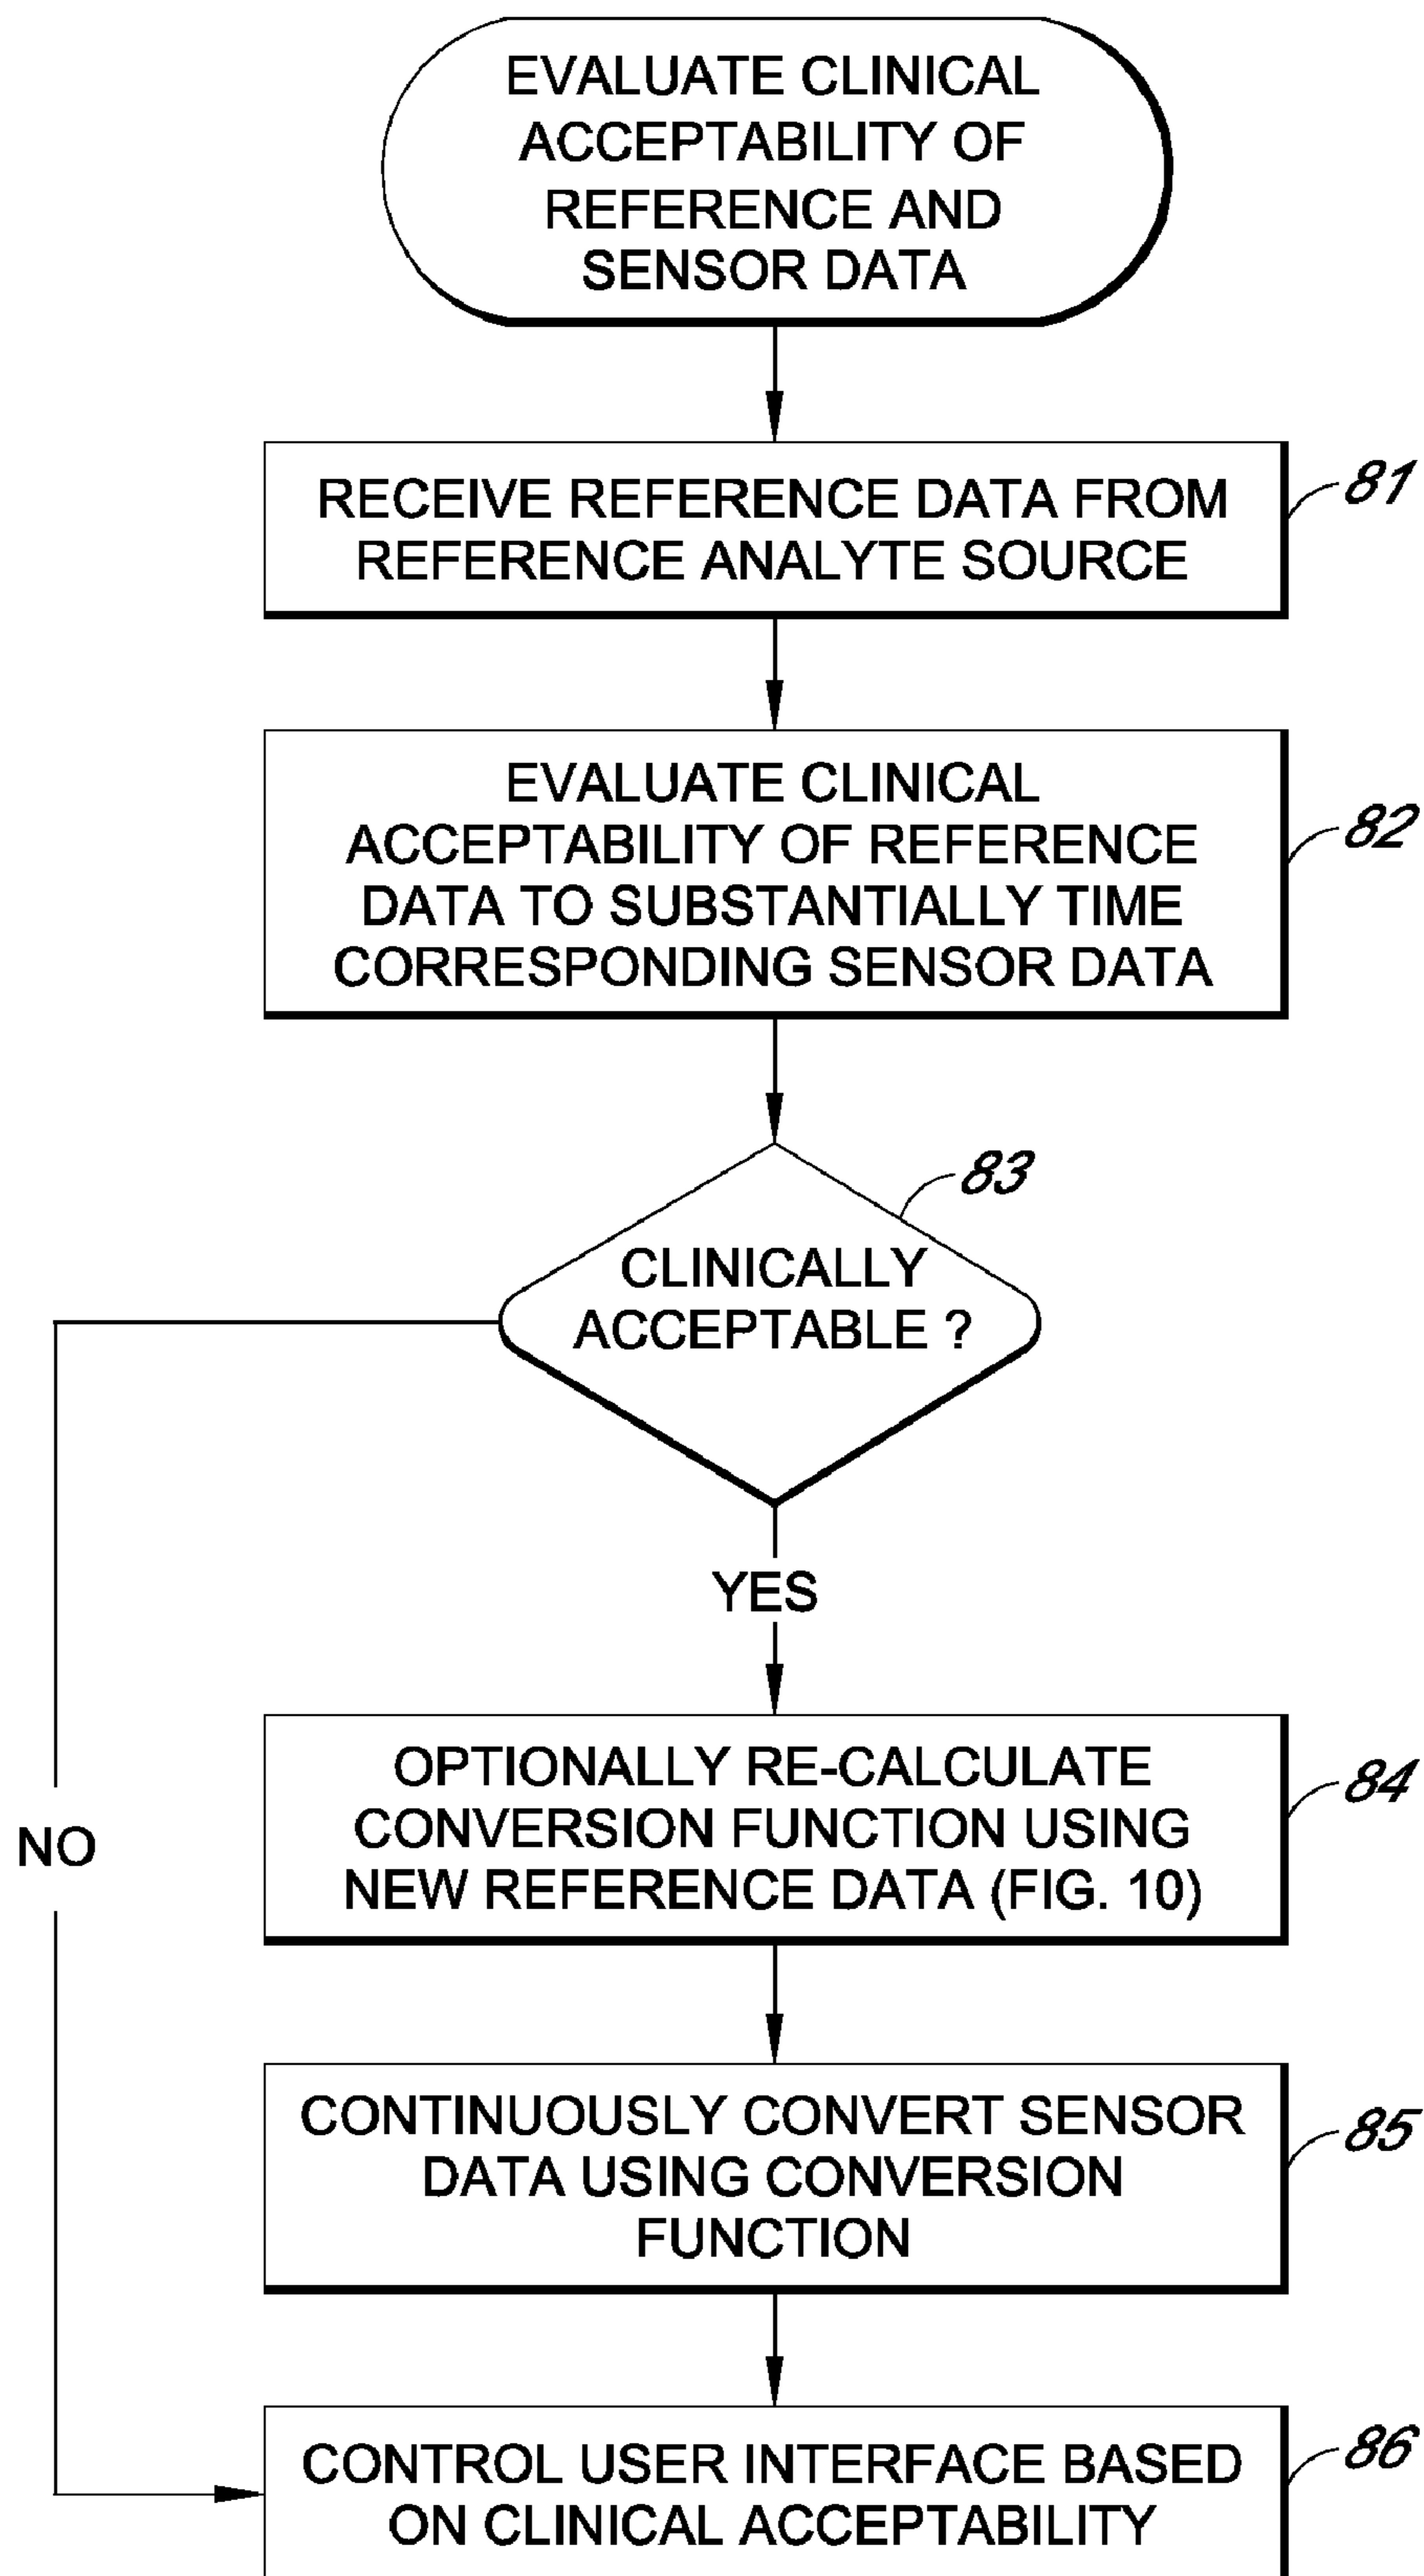 EVALUATE CLINICAL
ACCEPTABILITY OF
REFERENCE AND
SENSOR DATA
RECEIVE REFERENCE DATA FROM
REFERENCE ANALYTE SOURCE
81
EVALUATE CLINICAL
ACCEPTABILITY OF REFERENCE
DATA TO SUBSTANTIALLY TIME
CORRESPONDING SENSOR DATA
82
83
CLINICALLY
ACCEPTABLE ?
YES
NO
OPTIONALLY RE-CALCULATE
CONVERSION FUNCTION USING
NEW REFERENCE DATA (FIG. 10)
84
CONTINUOUSLY CONVERT SENSOR
DATA USING CONVERSION
FUNCTION
85
CONTROL USER INTERFACE BASED
ON CLINICAL ACCEPTABILITY
86